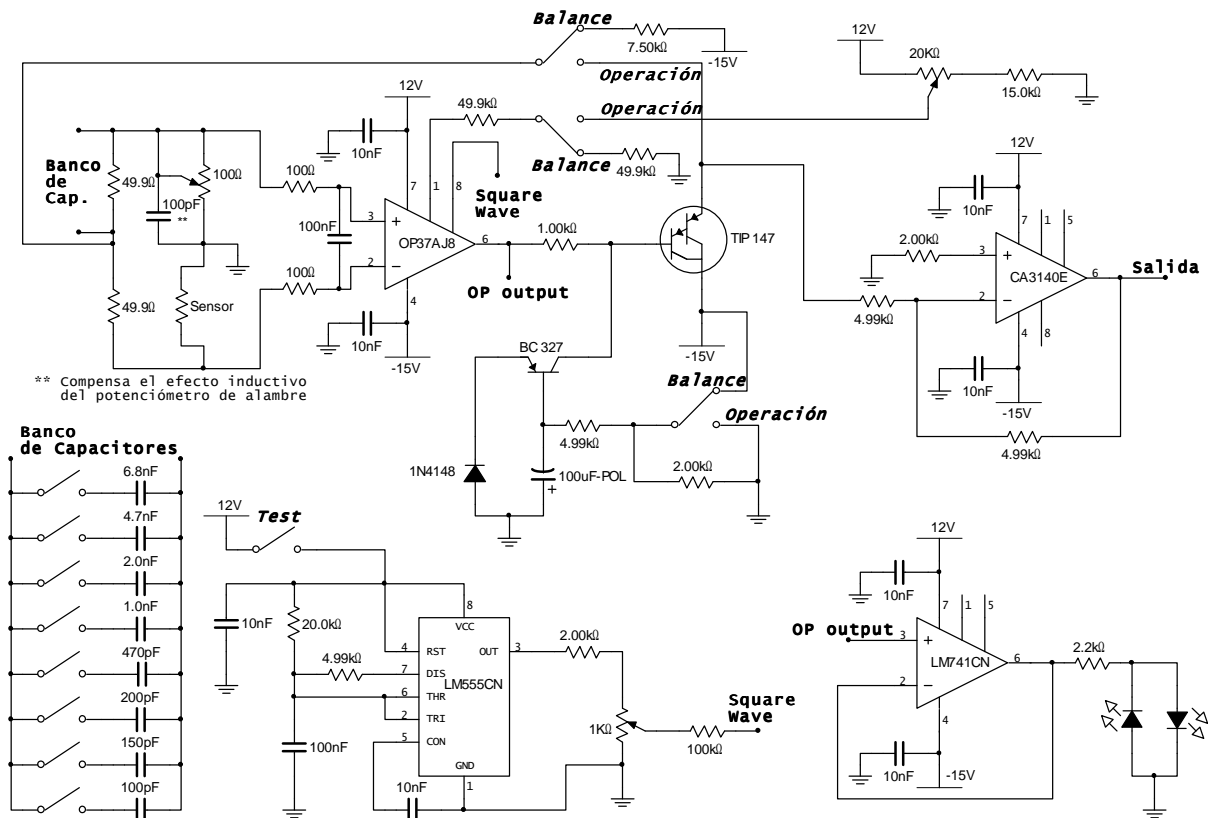 Balance
7.50kΩ
-15V
Operación
12V
20KΩ
15.0kΩ
12V
10nF
49.9kΩ
Operación
Balance
49.9kΩ
Banco
de
Cap.
49.9Ω
100pF
**
100Ω
49.9Ω
Sensor
100Ω
100nF
100Ω
3
2
7
1
8
6
4
OP37AJ8
Square
Wave
1.00kΩ
OP output
10nF
-15V
TIP 147
-15V
12V
10nF
7
1
5
2.00kΩ
3
CA3140E
6
Salida
4.99kΩ
2
4
8
10nF
-15V
4.99kΩ
** Compensa el efecto inductivo
del potenciómetro de alambre
BC 327
Balance
Operación
4.99kΩ
2.00kΩ
1N4148
100uF-POL
+
Banco
de Capacitores
6.8nF
4.7nF
2.0nF
1.0nF
470pF
200pF
150pF
100pF
12V
Test
10nF
20.0kΩ
4.99kΩ
100nF
8
VCC
4
RST
OUT
3
7
DIS
LM555CN
6
THR
2
TRI
5
CON
GND
1
10nF
2.00kΩ
1KΩ
100kΩ
Square
Wave
12V
10nF
7
1
5
OP output
3
LM741CN
6
2
4
10nF
-15V
2.2kΩ